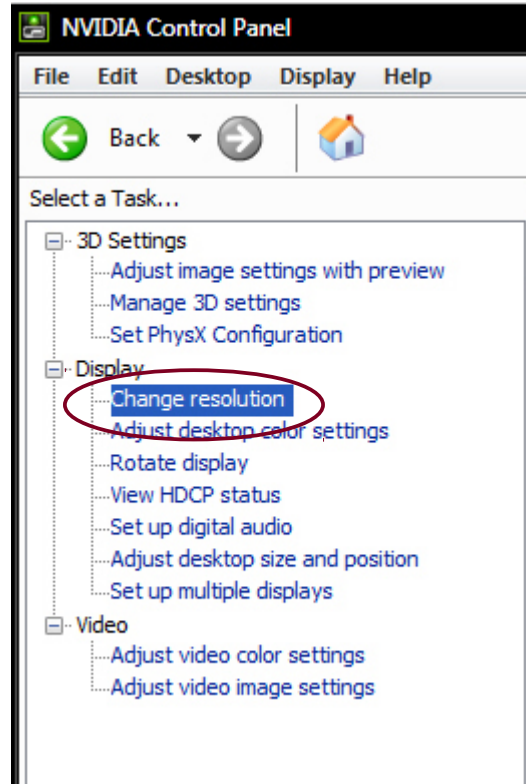 NVIDIA Control Panel
File Edit Desktop Display Help
Back
Select a Task...
3D Settings
Adjust image settings with preview
Manage 3D settings
Set PhysX Configuration
Display
Change resolution
Adjust desktop color settings
Rotate display
View HDCP status
Set up digital audio
Adjust desktop size and position
Set up multiple displays
Video
Adjust video color settings
Adjust video image settings